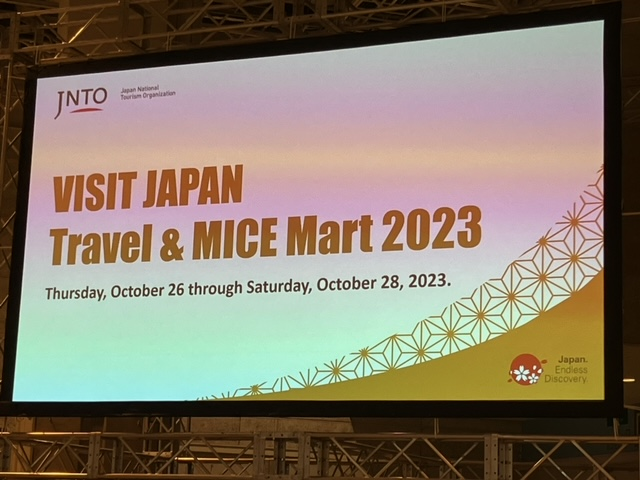 JNTO
Japan National
Tourism Organization
VISIT JAPAN
Travel & MICE Mart 2023
Thursday, October 26 through Saturday, October 28, 2023.
Japan.
Endless
Discovery.